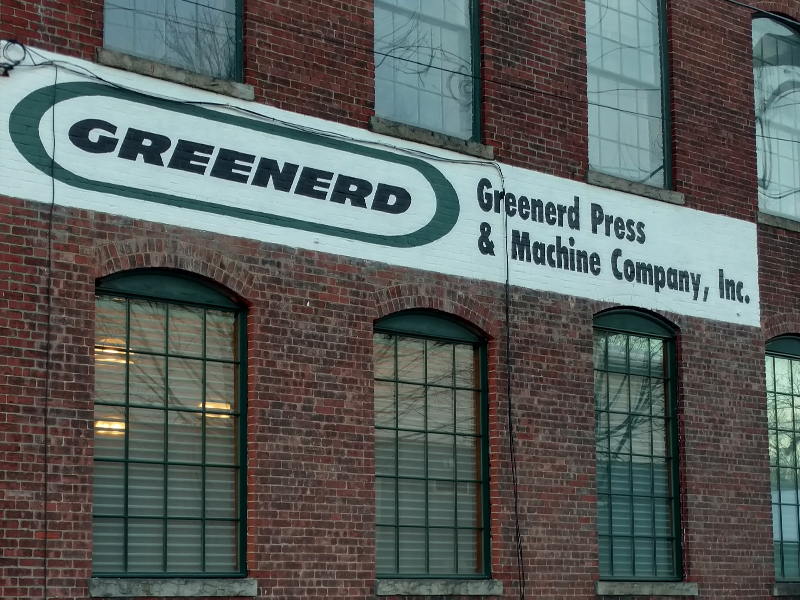 GREENERD
Greenerd Press
& Machine Company, Inc.